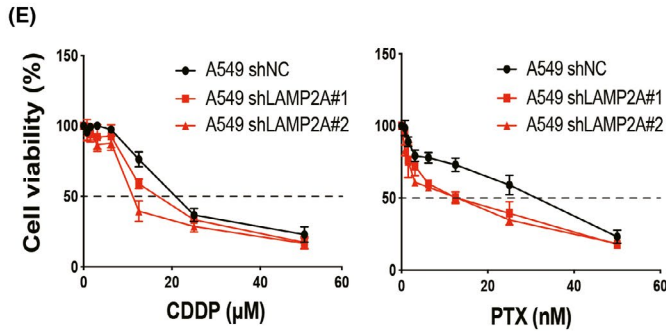 (E)
Cell viability (%)
150
100
50
0
A549 shNC
A549 shLAMP2A#1
A549 shLAMP2A#2
0
20
40
60
CDDP (μM)
150
100
50
0
A549 shNC
A549 shLAMP2A#1
A549 shLAMP2A#2
0
20
40
60
PTX (nM)